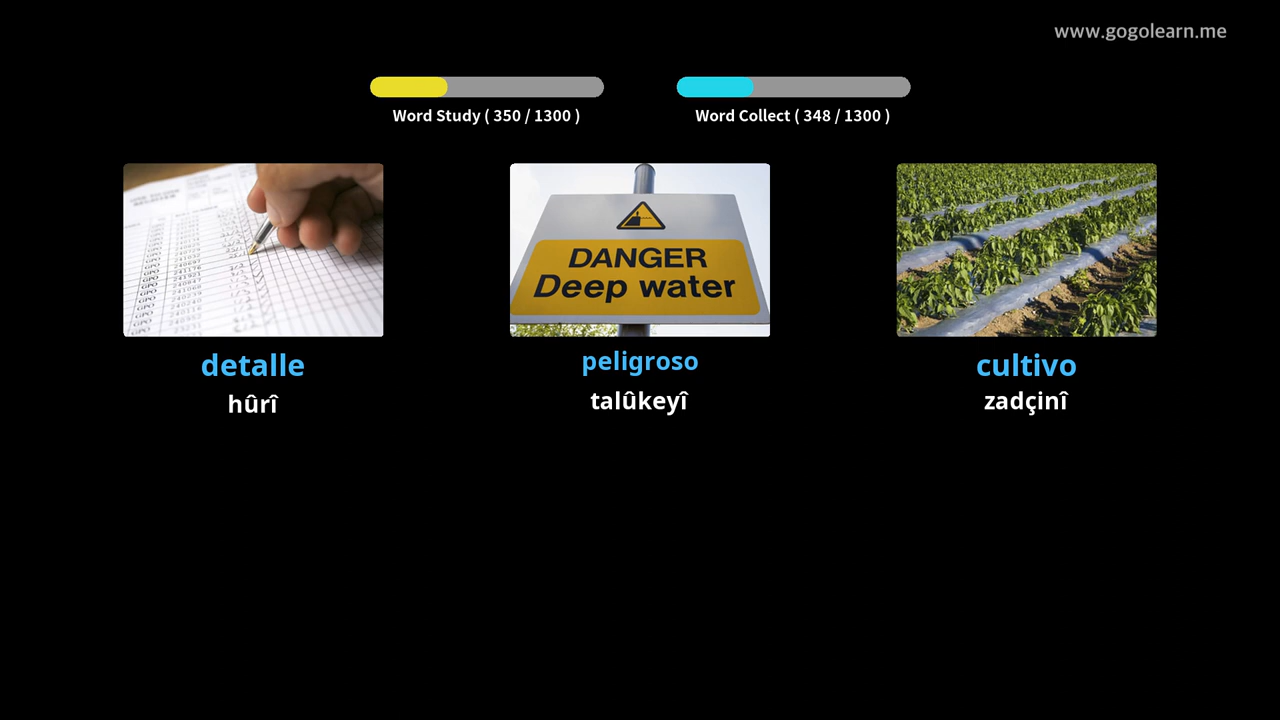 www.gogolearn.me
Word Study ( 350 / 1300 )
Word Collect ( 348 / 1300 )
DANGER
Deep water
detalle
hûrî
peligroso
talûkeyî
cultivo
zadçinî